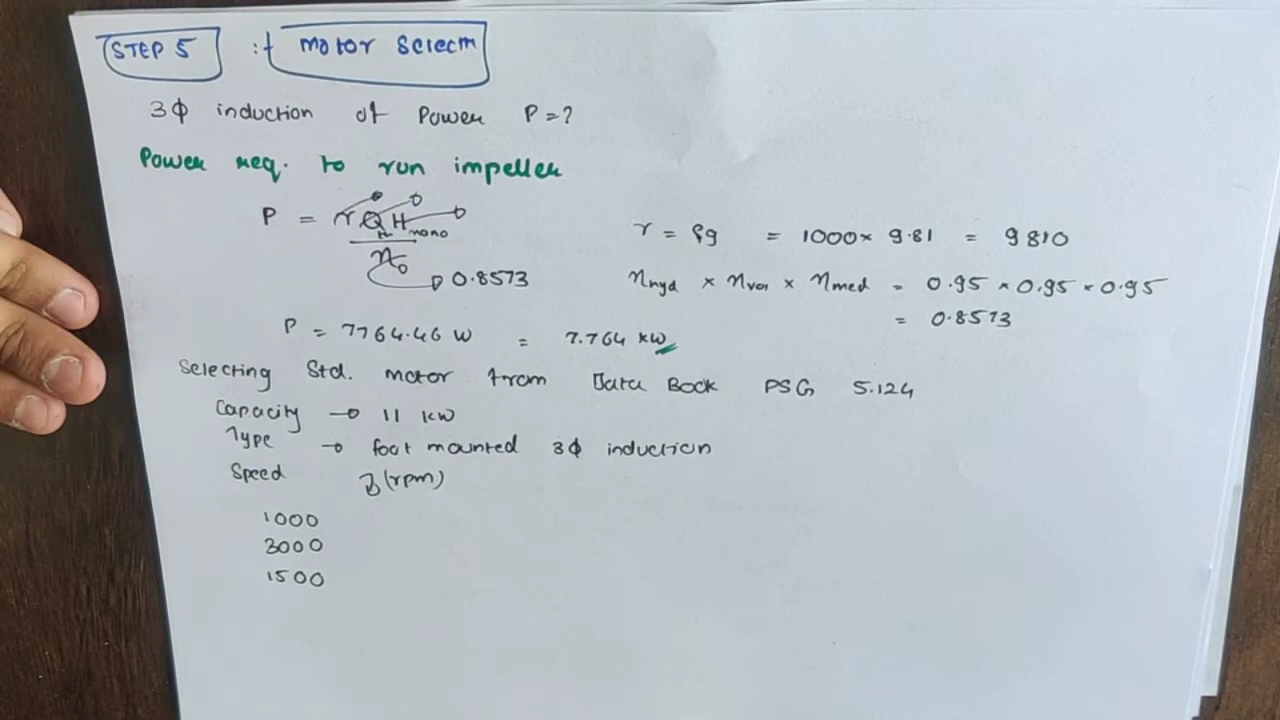 STEP 5 :- Motor Selectn
3ϕ induction of Power P = ?
Power req. to run impeller
P = γ Q H mano
η₀
0.8573
γ = ρg = 1000 × 9.81 = 9810
ηhyd × ηvol × ηmec = 0.95 × 0.95 × 0.95
= 0.8573
P = 7764.46 W = 7.764 kW
Selecting Std. motor from Data Book PSG 5.124
Capacity → 11 kW
Type → foot mounted 3ϕ induction
Speed (rpm)
1000
3000
1500